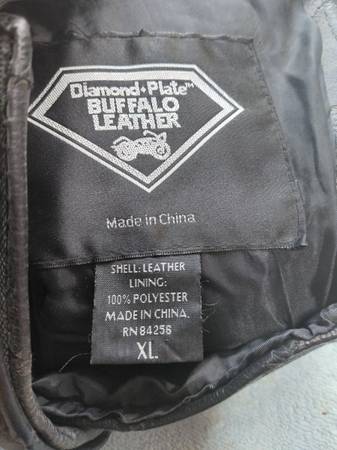 Diamond Plate™
BUFFALO
LEATHER
Made in China
SHELL: LEATHER
LINING:
100% POLYESTER
MADE IN CHINA.
RN 84256
XL